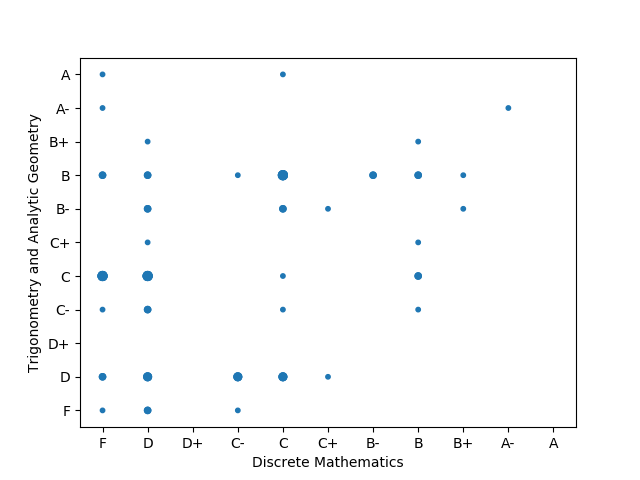 Trigonometry and Analytic Geometry
A
A-
B+
B
B-
C+
C
C-
D+
D
F
F D D+ C- C C+ B- B B+ A- A
Discrete Mathematics